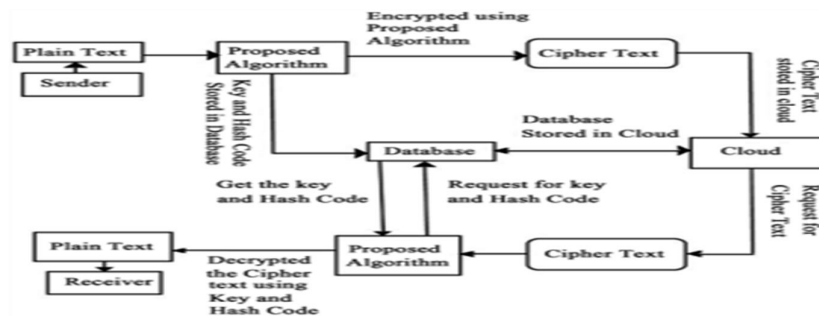 Encrypted using
Proposed
Algorithm
Plain Text
Proposed
Algorithm
Cipher Text
Sender
Key and Hash Code
Stored in Database
Cipher Text
stoted in cloud
Database
Stored in Cloud
Database
Cloud
Get the key
and Hash Code
Request for key
and Hash Code
Request for
Cipher Text
Plain Text
Proposed
Algorithm
Cipher Text
Receiver
Decrypted
the Cipher
text using
Key and
Hash Code